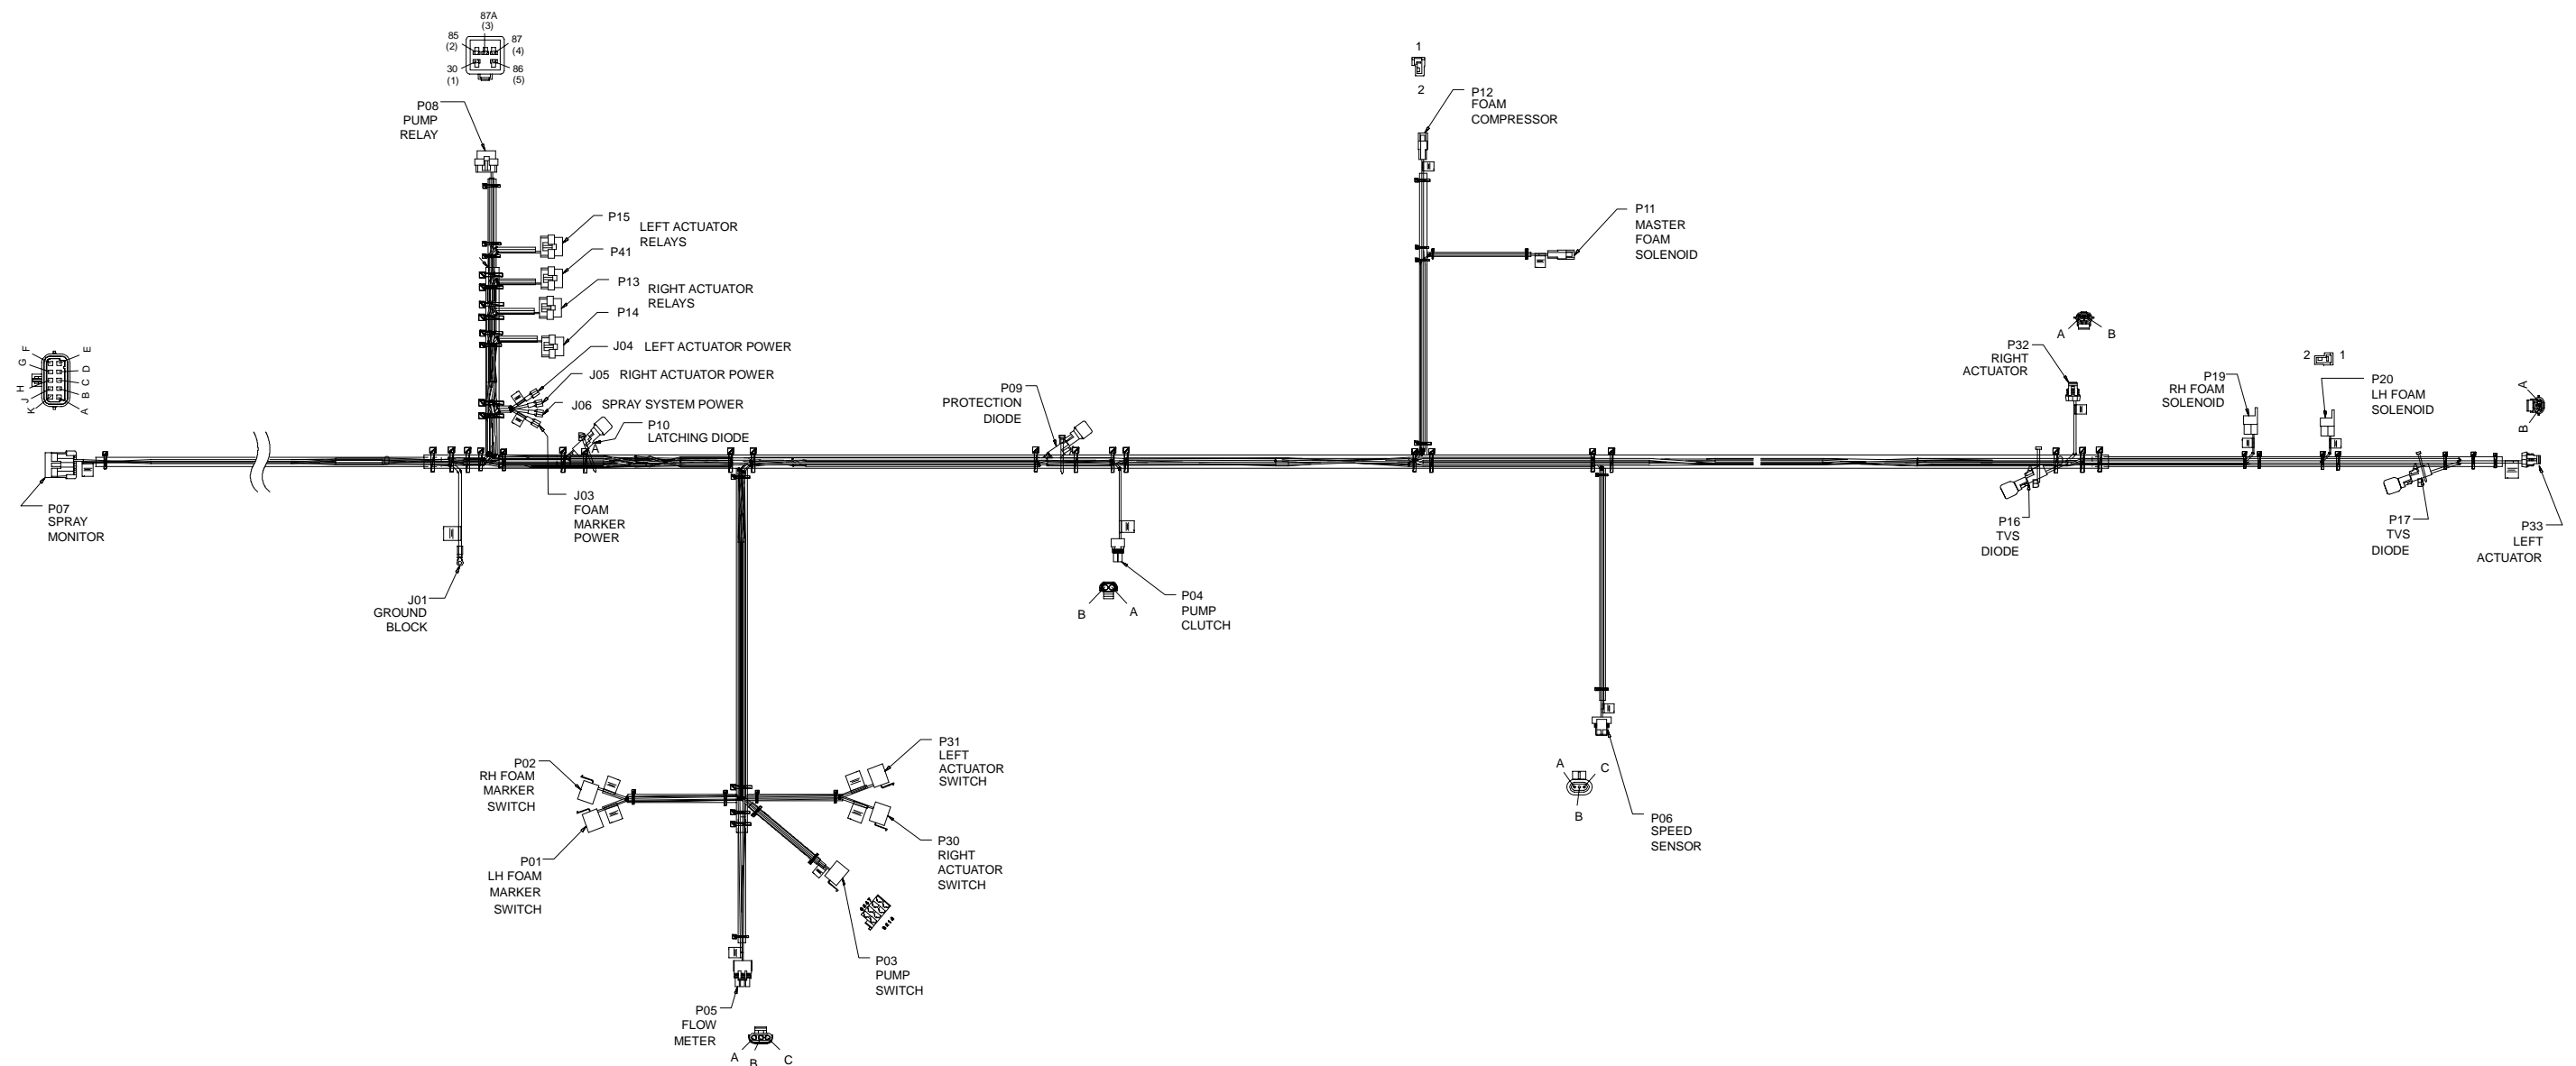 87A
(3)
85
(2)
87
(4)
30
(1)
86
(5)
P08
PUMP
RELAY
P15
LEFT ACTUATOR
RELAYS
P41
P13
RIGHT ACTUATOR
RELAYS
P14
J04 LEFT ACTUATOR POWER
J05 RIGHT ACTUATOR POWER
J06 SPRAY SYSTEM POWER
P10
LATCHING DIODE
A
J03
FOAM
MARKER
POWER
F
G
H
J
K
E
D
C
B
A
P07
SPRAY
MONITOR
J01
GROUND
BLOCK
P09
PROTECTION
DIODE
B
A
P04
PUMP
CLUTCH
1
2
P12
FOAM
COMPRESSOR
P11
MASTER
FOAM
SOLENOID
A
B
P32
RIGHT
ACTUATOR
2
1
P19
RH FOAM
SOLENOID
P20
LH FOAM
SOLENOID
A
B
A
B
P16
TVS
DIODE
A
B
P17
TVS
DIODE
P33
LEFT
ACTUATOR
A
C
B
P06
SPEED
SENSOR
P02
RH FOAM
MARKER
SWITCH
P01
LH FOAM
MARKER
SWITCH
P31
LEFT
ACTUATOR
SWITCH
P30
RIGHT
ACTUATOR
SWITCH
P03
PUMP
SWITCH
P05
FLOW
METER
A
B
C